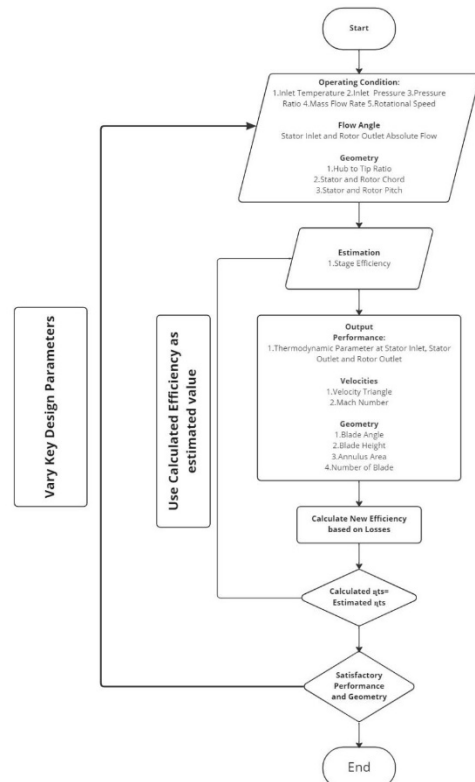 Start
Operating Condition:
1.Inlet Temperature 2.Inlet Pressure 3.Pressure
Ratio 4.Mass Flow Rate 5.Rotational Speed
Flow Angle
Stator Inlet and Rotor Outlet Absolute Flow
Geometry
1.Hub to Tip Ratio
2.Stator and Rotor Chord
3.Stator and Rotor Pitch
Estimation
1.Stage Efficiency
Output
Performance:
1.Thermodynamic Parameter at Stator Inlet, Stator
Outlet and Rotor Outlet
Velocities
1.Velocity Triangle
2.Mach Number
Geometry
1.Blade Angle
2.Blade Height
3.Annulus Area
4.Number of Blade
Calculate New Efficiency
based on Losses
Calculated ηts=
Estimated ηts
Satisfactory
Performance
and Geometry
End
Use Calculated Efficiency as
estimated value
Vary Key Design Parameters